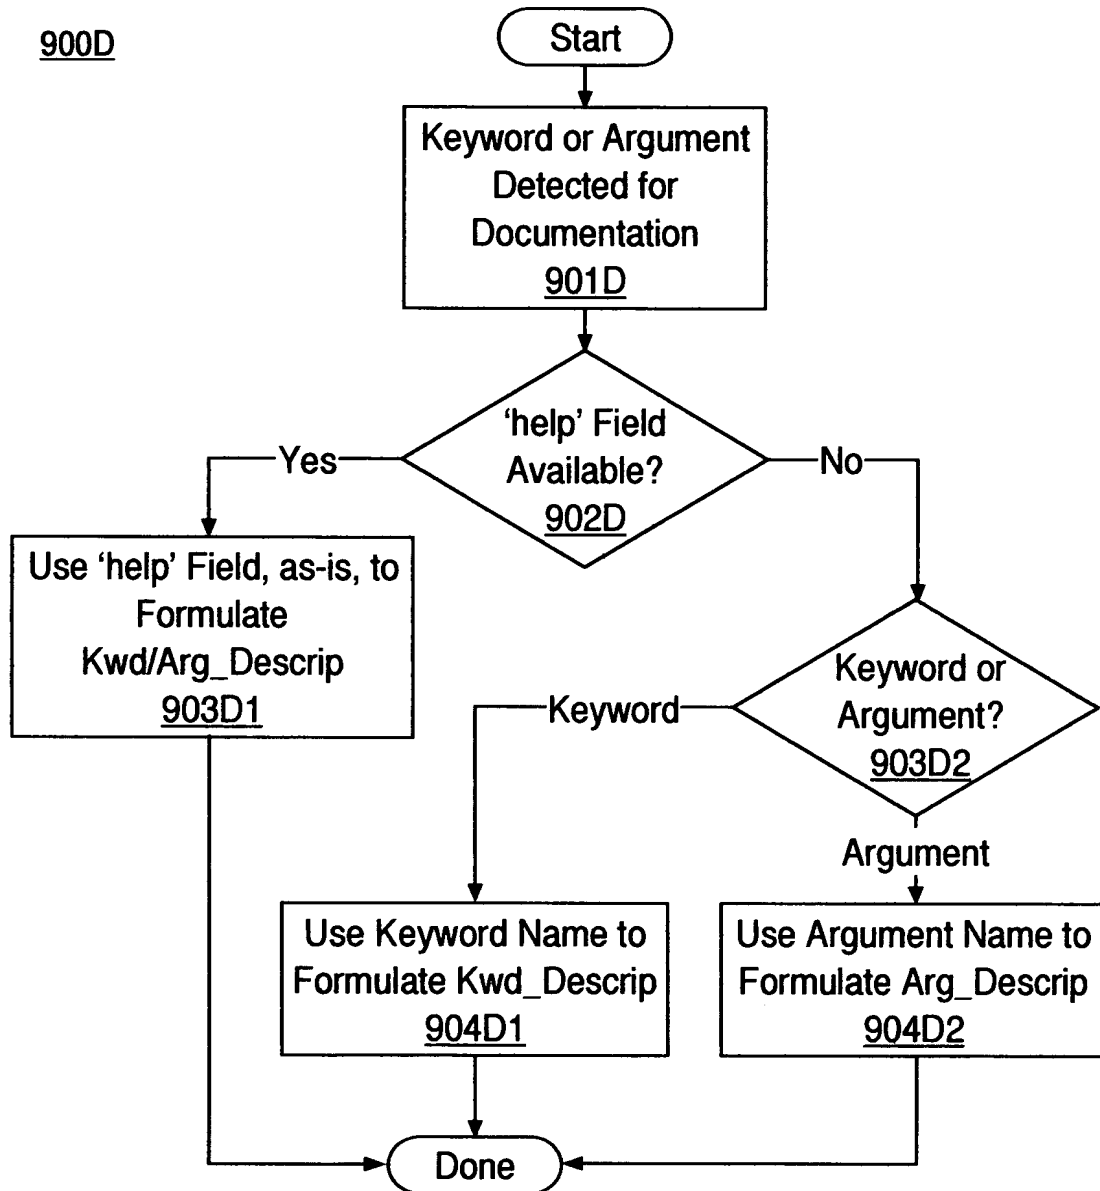 900D
Start
Keyword or Argument
Detected for
Documentation
901D
‘help’ Field
Available?
902D
Yes
No
Use ‘help’ Field, as-is, to
Formulate
Kwd/Arg_Descrip
903D1
Keyword or
Argument?
903D2
Keyword
Argument
Use Keyword Name to
Formulate Kwd_Descrip
904D1
Use Argument Name to
Formulate Arg_Descrip
904D2
Done